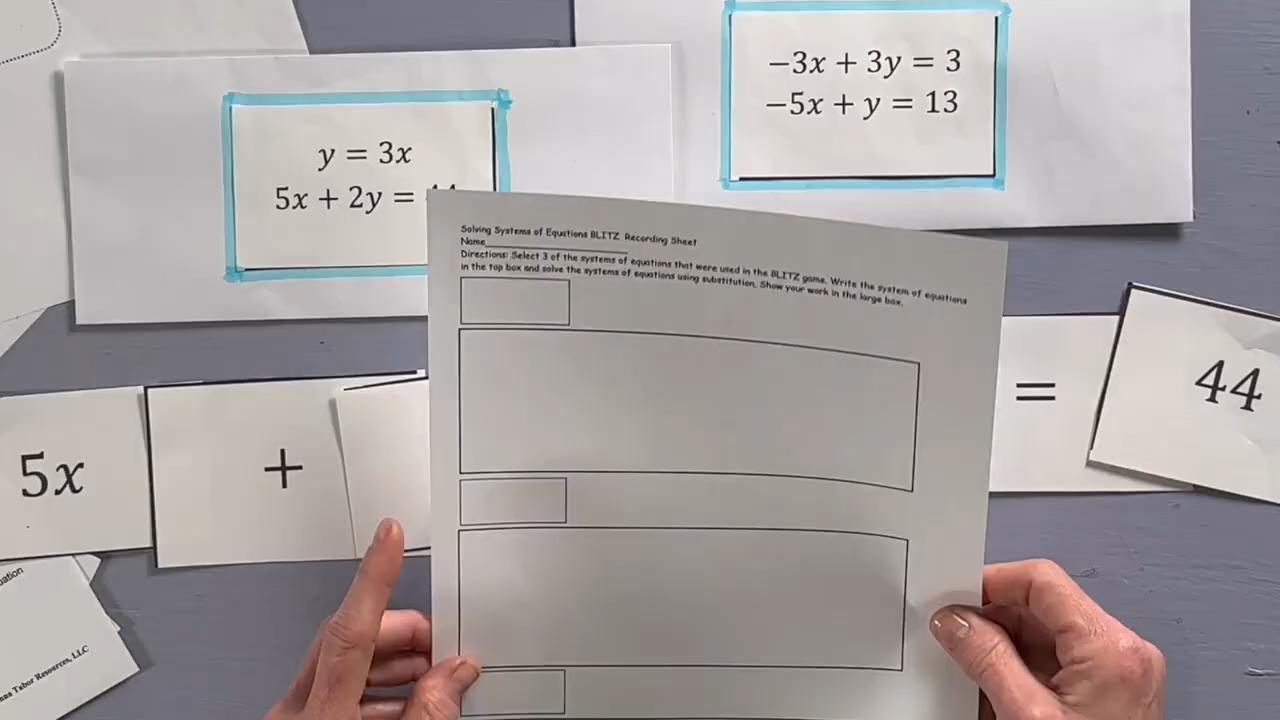 −3x + 3y = 3
−5x + y = 13
y = 3x
5x + 2y =
Solving Systems of Equations BLITZ Recording Sheet
Name
Directions: Select 3 of the systems of equations that were used in the BLITZ game. Write the system of equations
in the top box and solve the systems of equations using substitution. Show your work in the large box.
5x + = 44
Tabor Resources, LLC